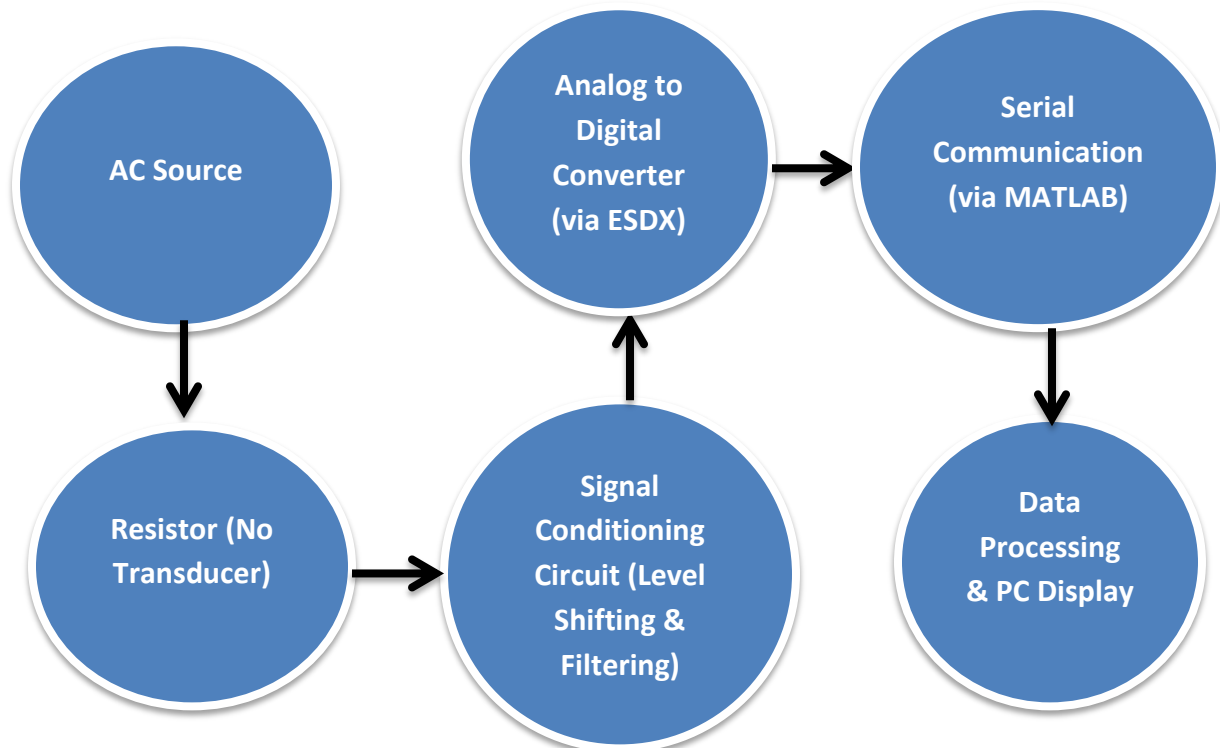 AC Source
Resistor (No
Transducer)
Signal
Conditioning
Circuit (Level
Shifting &
Filtering)
Analog to
Digital
Converter
(via ESDX)
Serial
Communication
(via MATLAB)
Data
Processing
& PC Display